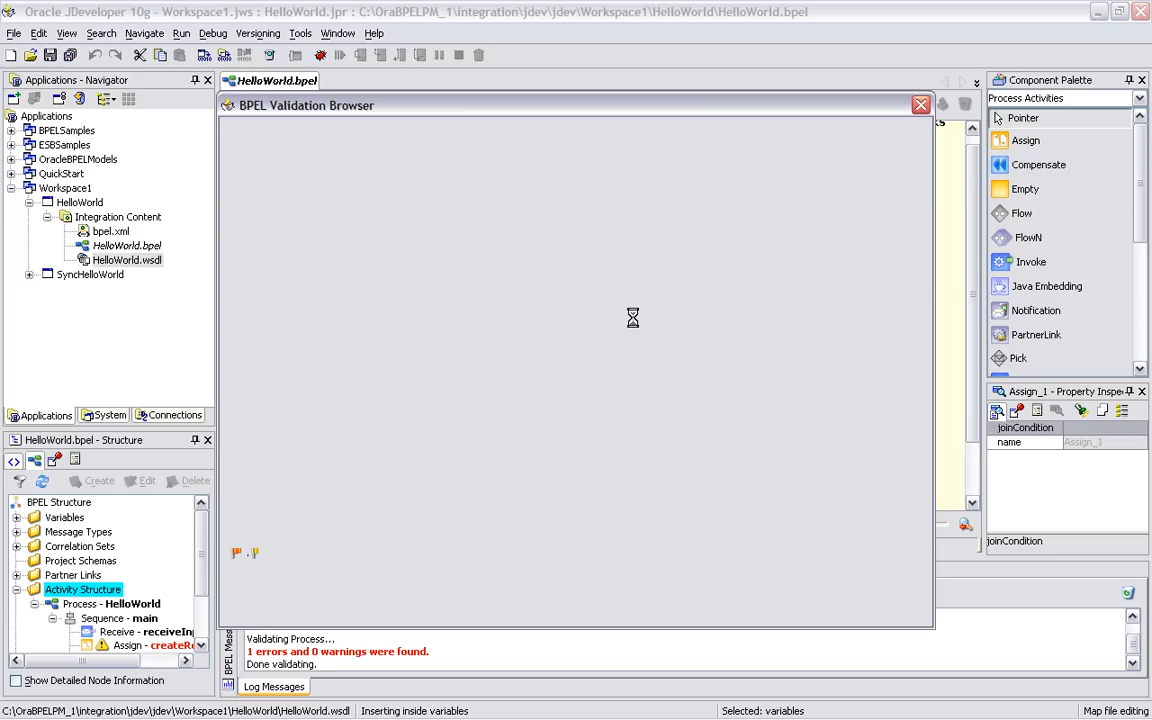 Oracle JDeveloper 10g - Workspace1.jws : HelloWorld.jpr : C:\OraBPELPM_1\integration\jdev\jdev\Workspace1\HelloWorld\HelloWorld.bpel
File Edit View Search Navigate Run Debug Versioning Tools Window Help
Applications - Navigator
HelloWorld.bpel
Component Palette
BPEL Validation Browser
Process Activities
Applications
BPELSamples
ESBSamples
OracleBPELModels
QuickStart
Workspace1
HelloWorld
Integration Content
bpel.xml
HelloWorld.bpel
HelloWorld.wsdl
SyncHelloWorld
Pointer
Assign
Compensate
Empty
Flow
FlowN
Invoke
Java Embedding
Notification
PartnerLink
Pick
Applications System Connections
Assign_1 - Property Inspe
joinCondition
name Assign_1
joinCondition
HelloWorld.bpel - Structure
Create Edit Delete
BPEL Structure
Variables
Message Types
Correlation Sets
Project Schemas
Partner Links
Activity Structure
Process - HelloWorld
Sequence - main
Receive - receiveIn
Assign - createRe
Show Detailed Node Information
BPEL Mess
Validating Process...
1 errors and 0 warnings were found.
Done validating.
Log Messages
C:\OraBPELPM_1\integration\jdev\jdev\Workspace1\HelloWorld\HelloWorld.wsdl Inserting inside variables Selected: variables Map file editing